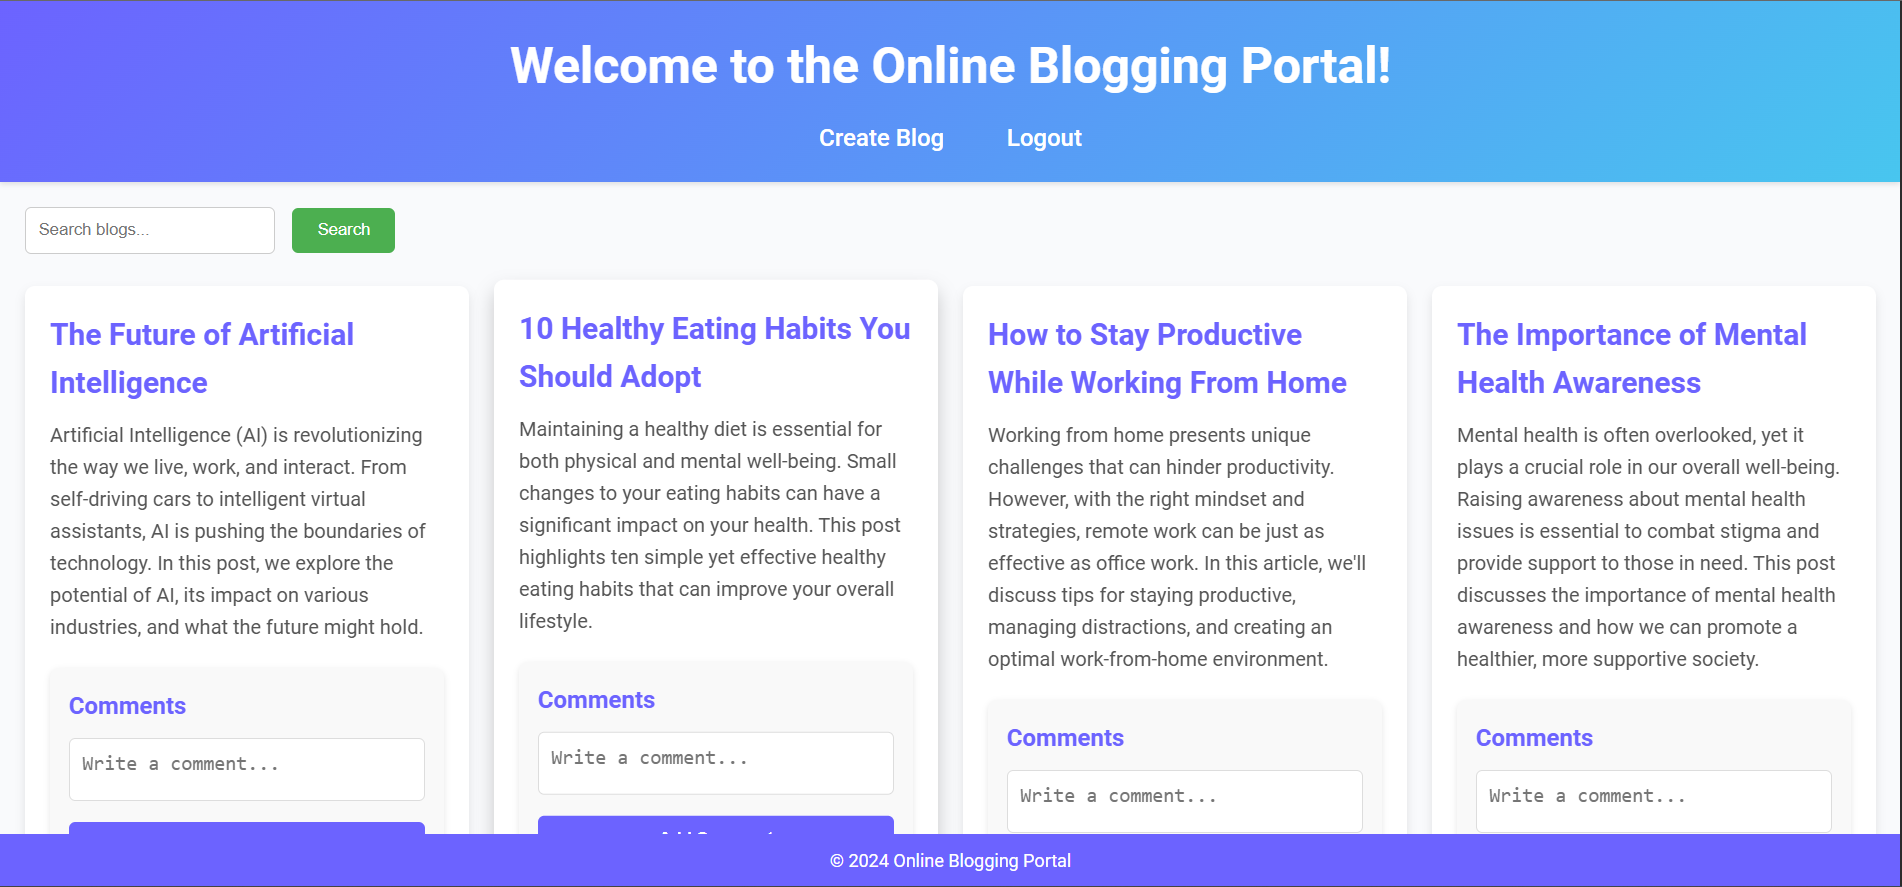 Welcome to the Online Blogging Portal!
Create Blog
Logout
Search blogs...
Search
The Future of Artificial
Intelligence
Artificial Intelligence (AI) is revolutionizing
the way we live, work, and interact. From
self-driving cars to intelligent virtual
assistants, AI is pushing the boundaries of
technology. In this post, we explore the
potential of AI, its impact on various
industries, and what the future might hold.
Comments
Write a comment...
10 Healthy Eating Habits You
Should Adopt
Maintaining a healthy diet is essential for
both physical and mental well-being. Small
changes to your eating habits can have a
significant impact on your health. This post
highlights ten simple yet effective healthy
eating habits that can improve your overall
lifestyle.
Comments
Write a comment...
How to Stay Productive
While Working From Home
Working from home presents unique
challenges that can hinder productivity.
However, with the right mindset and
strategies, remote work can be just as
effective as office work. In this article, we'll
discuss tips for staying productive,
managing distractions, and creating an
optimal work-from-home environment.
Comments
Write a comment...
The Importance of Mental
Health Awareness
Mental health is often overlooked, yet it
plays a crucial role in our overall well-being.
Raising awareness about mental health
issues is essential to combat stigma and
provide support to those in need. This post
discusses the importance of mental health
awareness and how we can promote a
healthier, more supportive society.
Comments
Write a comment...
© 2024 Online Blogging Portal